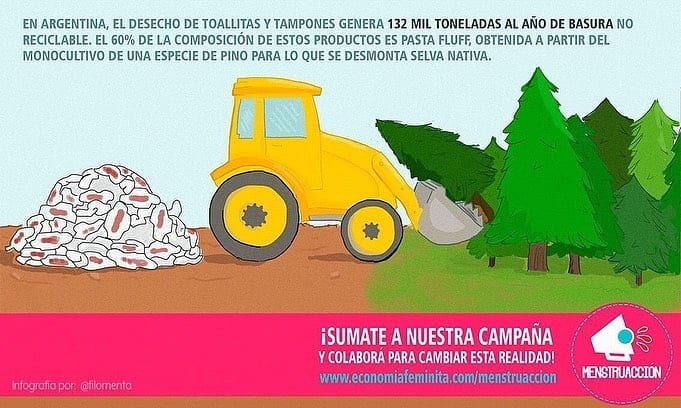 EN ARGENTINA, EL DESECHO DE TOALLITAS Y TAMPONES GENERA 132 MIL TONELADAS AL AÑO DE BASURA NO
RECICLABLE. EL 60% DE LA COMPOSICIÓN DE ESTOS PRODUCTOS ES PASTA FLUFF, OBTENIDA A PARTIR DEL
MONOCULTIVO DE UNA ESPECIE DE PINO PARA LO QUE SE DESMONTA SELVA NATIVA.
¡SUMATE A NUESTRA CAMPAÑA
Y COLABORÁ PARA CAMBIAR ESTA REALIDAD!
www.economiafeminita.com/menstruaccion
MENSTRUACCIÓN
Infografia por: @filomenta